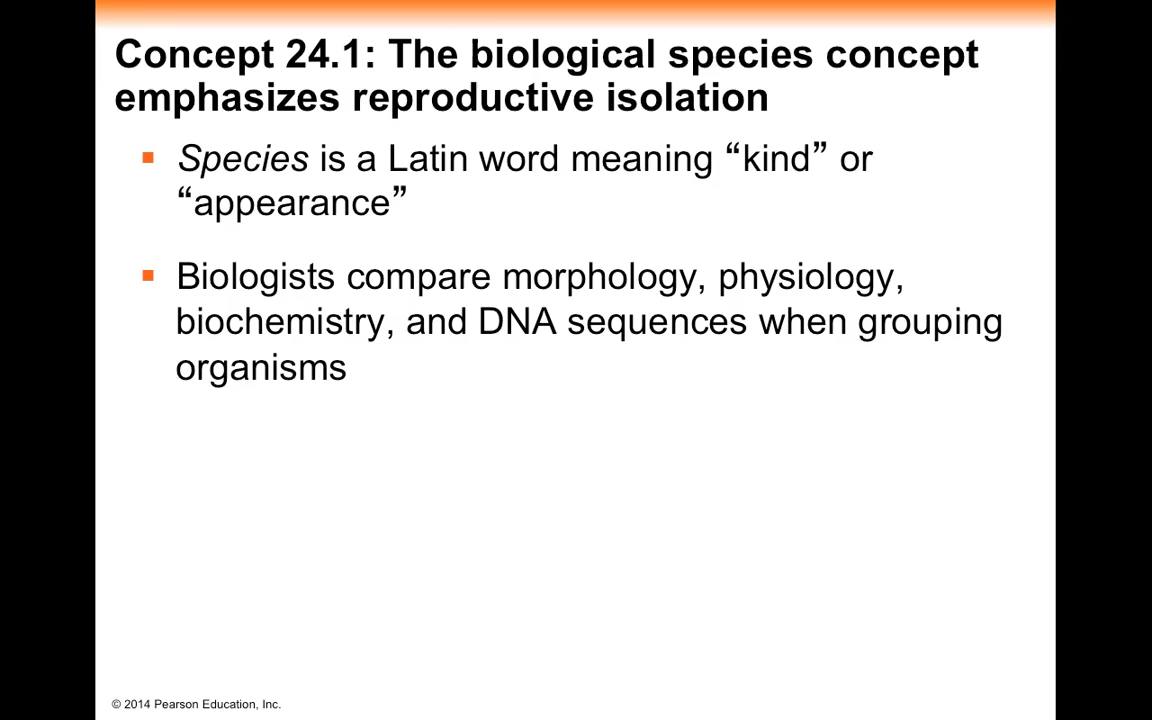 Concept 24.1: The biological species concept
emphasizes reproductive isolation
Species is a Latin word meaning “kind” or
“appearance”
Biologists compare morphology, physiology,
biochemistry, and DNA sequences when grouping
organisms
© 2014 Pearson Education, Inc.